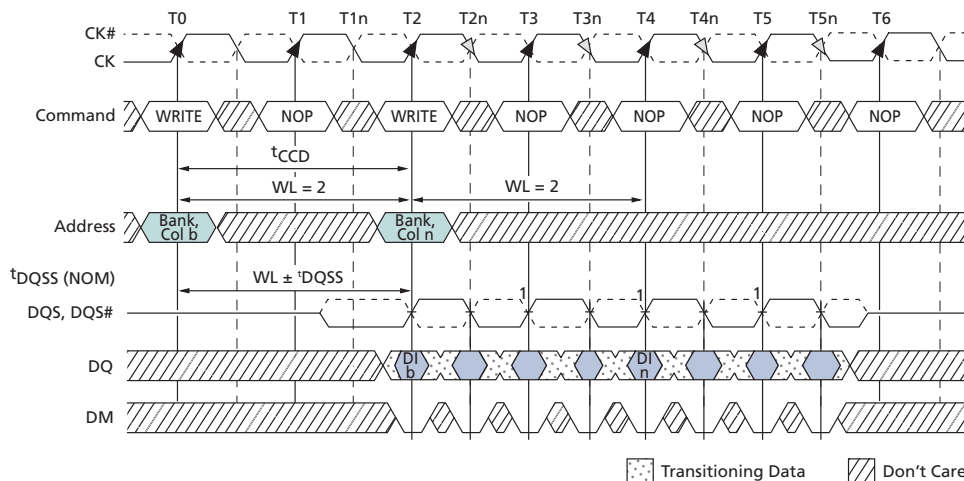 T0 T1 T1n T2 T2n T3 T3n T4 T4n T5 T5n T6
CK#
CK
Command WRITE NOP WRITE NOP NOP NOP NOP
tCCD
WL = 2 WL = 2
Address Bank, Col b Bank, Col n
tDQSS (NOM)
WL ± tDQSS
DQS, DQS# 1 1 1
DQ DI b DI n
DM
Transitioning Data Don't Care